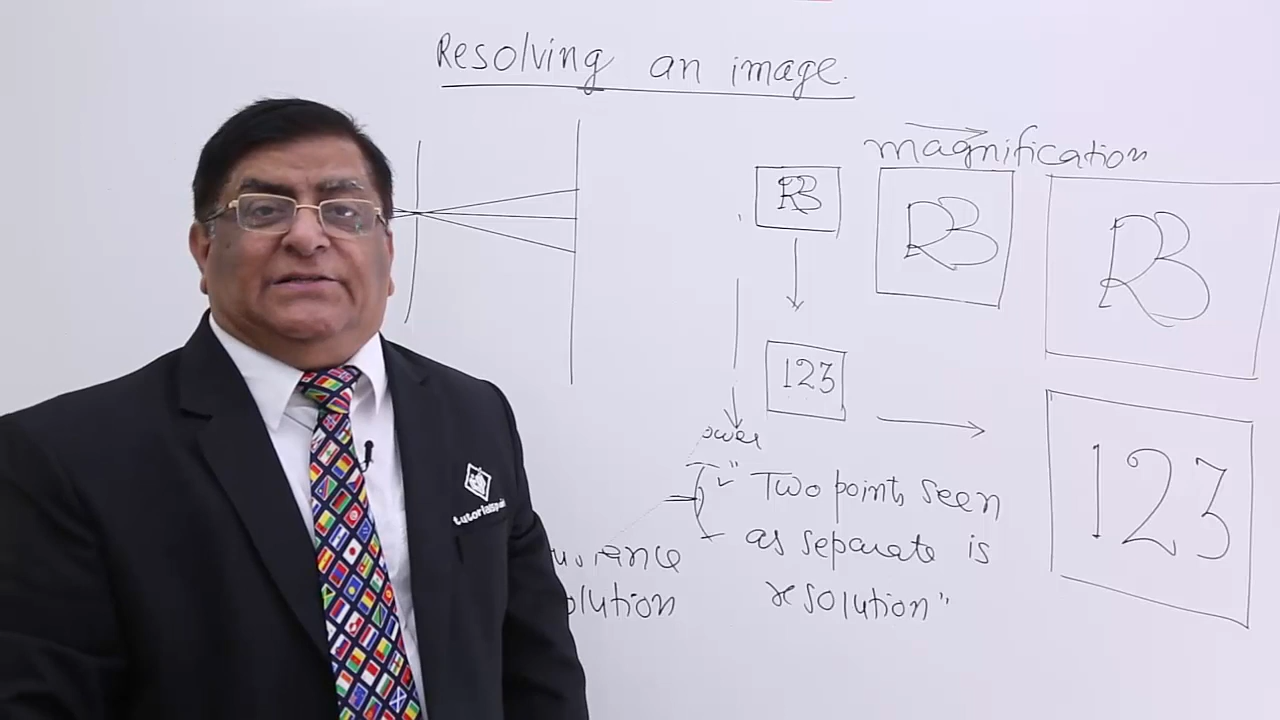 Resolving an image.
magnification
RB
RB
RB
123
123
ower
"Two points seen
as separate is
resolution"
olution
tutorialspoint